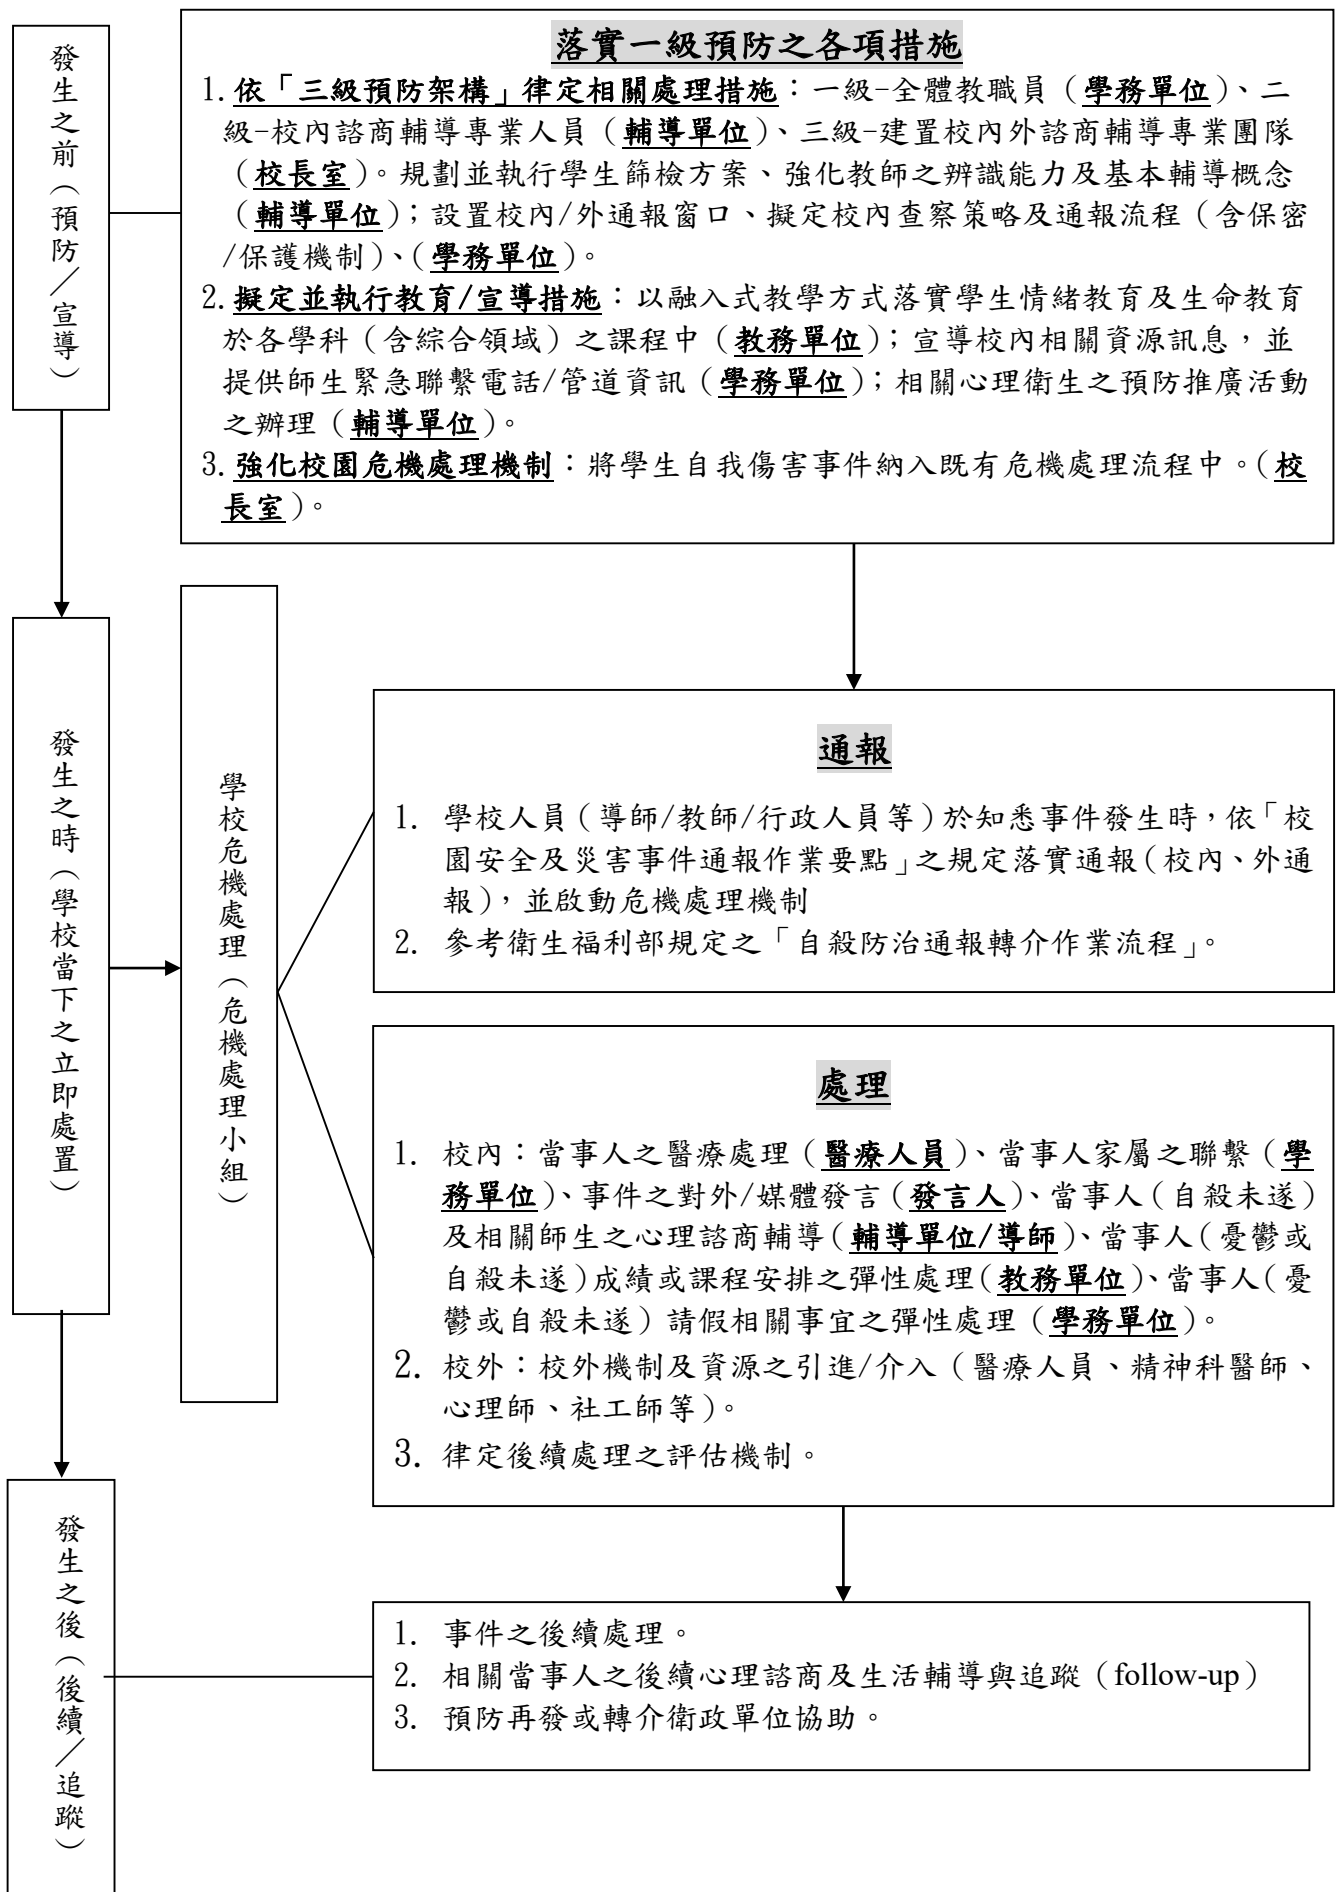 發生之前（預防／宣導）
落實一級預防之各項措施
1.依「三級預防架構」律定相關處理措施：一級-全體教職員（學務單位）、二
級-校內諮商輔導專業人員（輔導單位）、三級-建置校內外諮商輔導專業團隊
（校長室）。規劃並執行學生篩檢方案、強化教師之辨識能力及基本輔導概念
（輔導單位）；設置校內/外通報窗口、擬定校內查察策略及通報流程（含保密
/保護機制）、（學務單位）。
2.擬定並執行教育/宣導措施：以融入式教學方式落實學生情緒教育及生命教育
於各學科（含綜合領域）之課程中（教務單位）；宣導校內相關資源訊息，並
提供師生緊急聯繫電話/管道資訊（學務單位）；相關心理衛生之預防推廣活動
之辦理（輔導單位）。
3.強化校園危機處理機制：將學生自我傷害事件納入既有危機處理流程中。（校
長室）。
發生之時（學校當下之立即處置）
學校危機處理（危機處理小組）
通報
1. 學校人員（導師/教師/行政人員等）於知悉事件發生時，依「校
園安全及災害事件通報作業要點」之規定落實通報（校內、外通
報），並啟動危機處理機制
2. 參考衛生福利部規定之「自殺防治通報轉介作業流程」。
處理
1. 校內：當事人之醫療處理（醫療人員）、當事人家屬之聯繫（學
務單位）、事件之對外/媒體發言（發言人）、當事人（自殺未遂）
及相關師生之心理諮商輔導（輔導單位/導師）、當事人（憂鬱或
自殺未遂）成績或課程安排之彈性處理（教務單位）、當事人（憂
鬱或自殺未遂）請假相關事宜之彈性處理（學務單位）。
2. 校外：校外機制及資源之引進/介入（醫療人員、精神科醫師、
心理師、社工師等）。
3. 律定後續處理之評估機制。
發生之後（後續／追蹤）
1. 事件之後續處理。
2. 相關當事人之後續心理諮商及生活輔導與追蹤（follow-up）
3. 預防再發或轉介衛政單位協助。